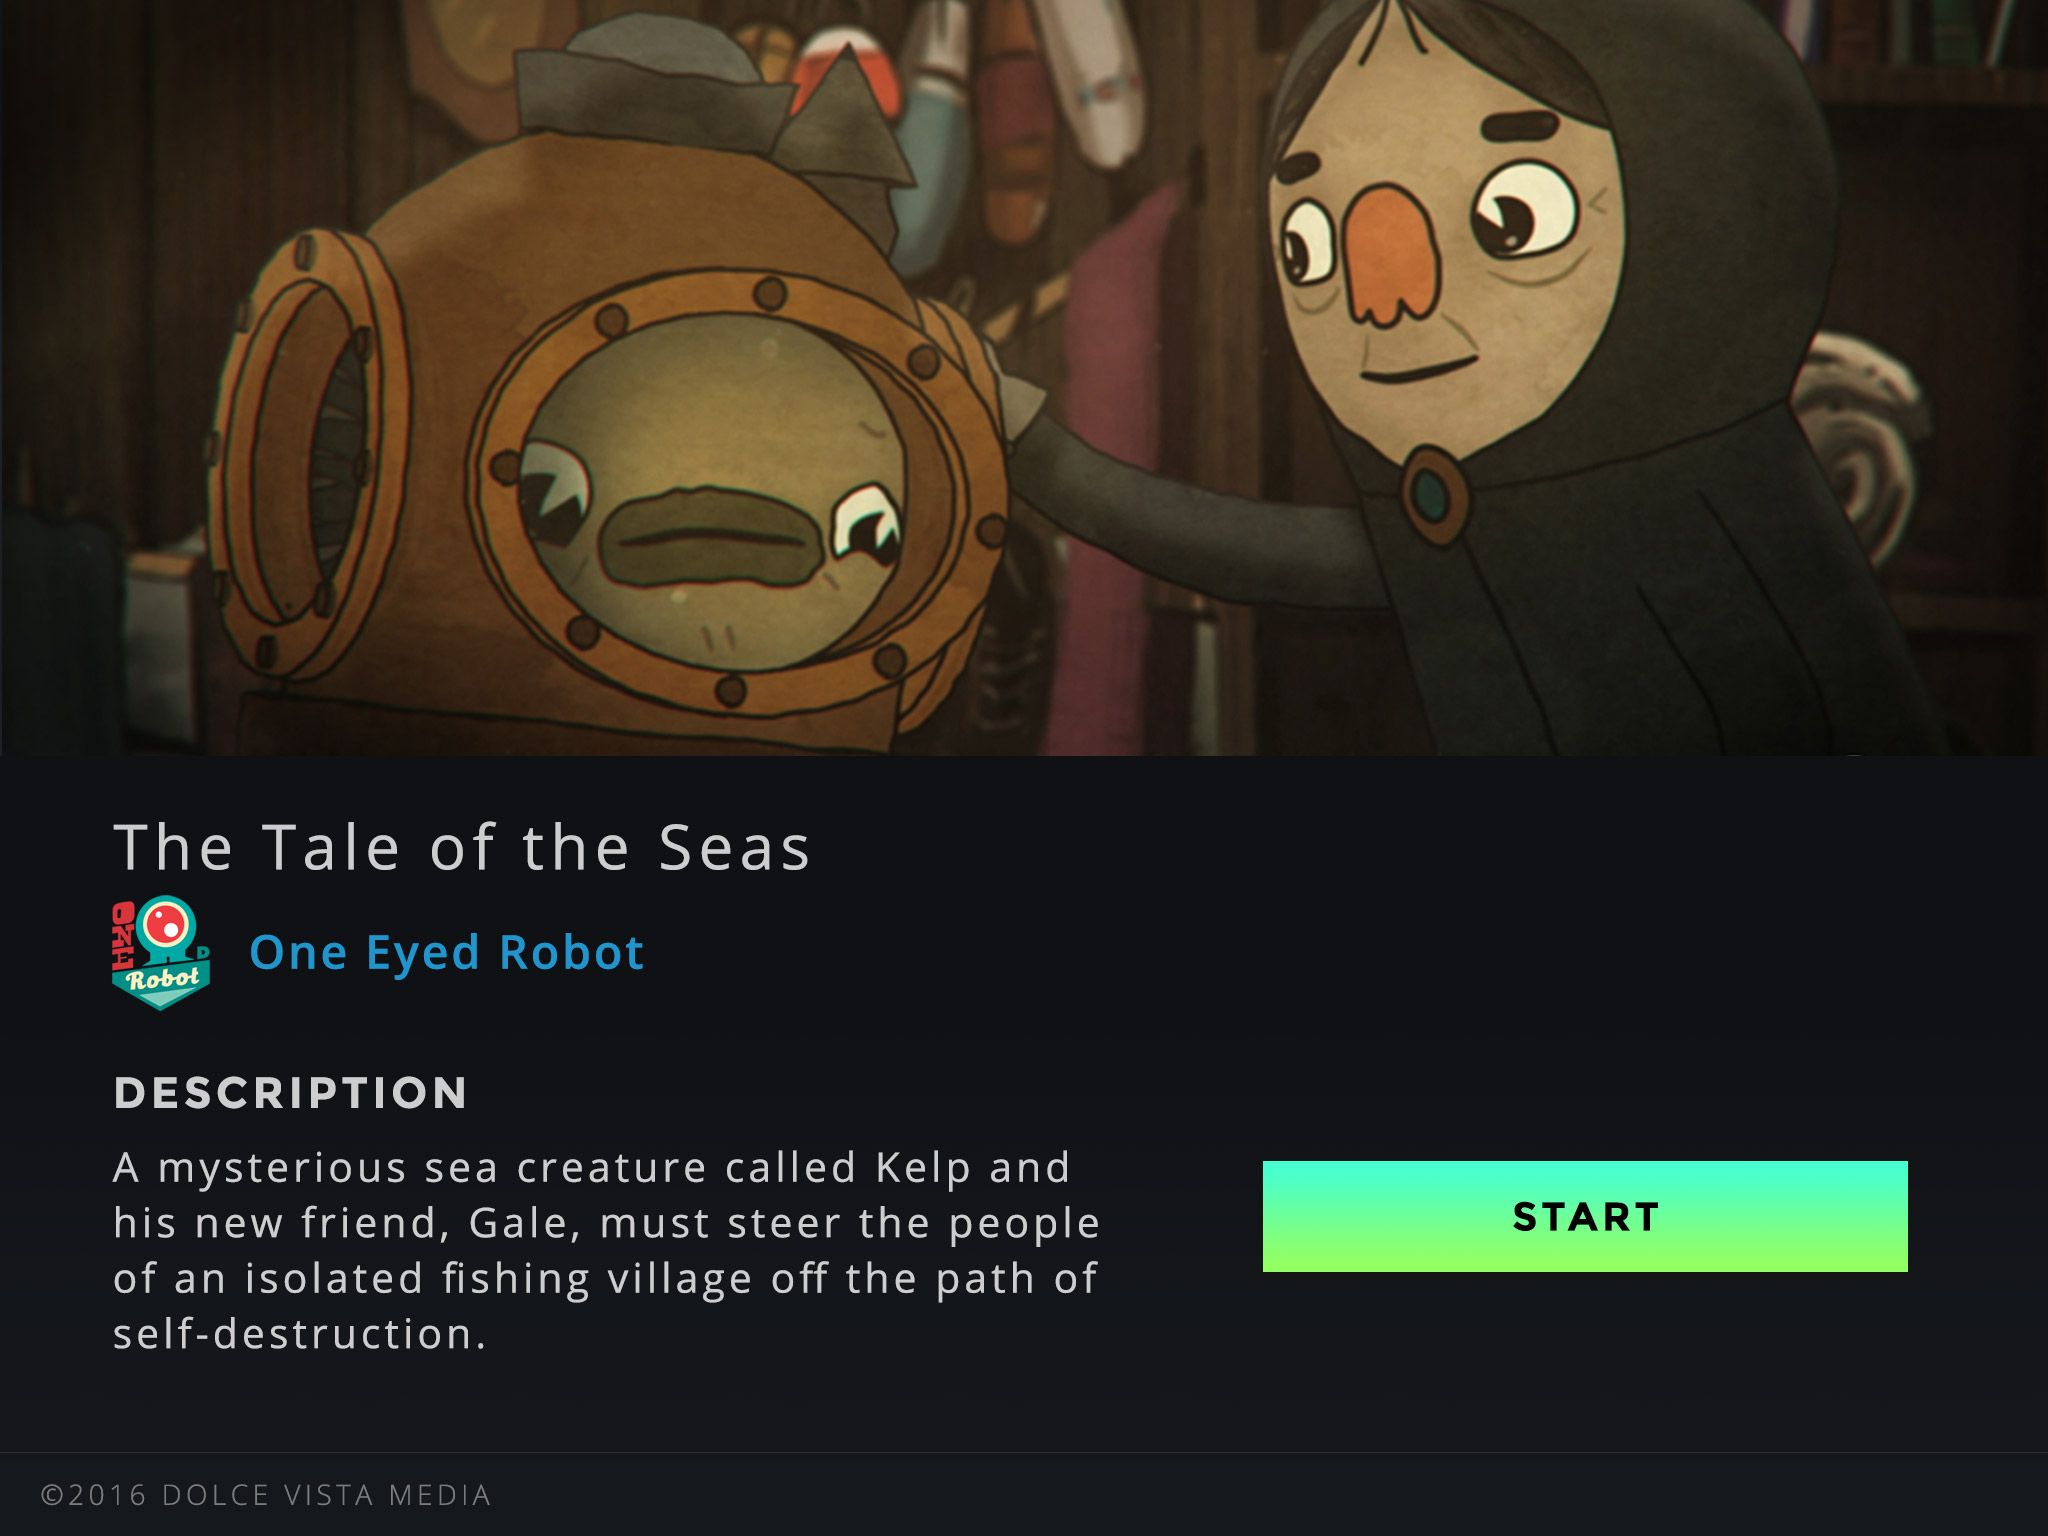 The Tale of the Seas
ONE
D
Robot
One Eyed Robot
DESCRIPTION
A mysterious sea creature called Kelp and
his new friend, Gale, must steer the people
of an isolated fishing village off the path of
self-destruction.
START
©2016 DOLCE VISTA MEDIA